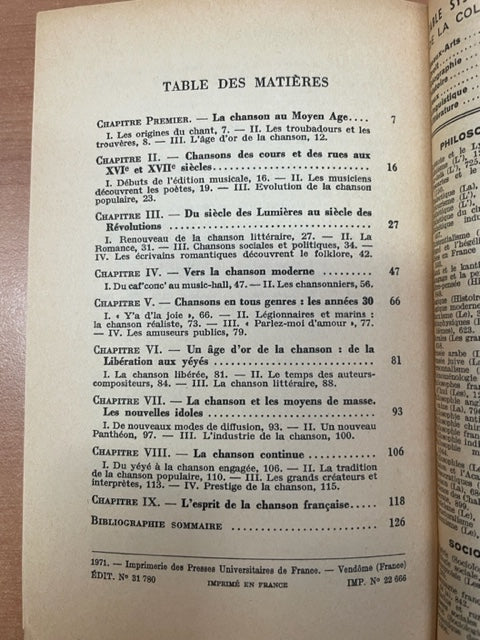 TABLE DES MATIÈRES
CHAPITRE PREMIER. — La chanson au Moyen Age.... 7
I. Les origines du chant, 7. — II. Les troubadours et les
trouvères, 8. — III. L'âge d'or de la chanson, 12.
CHAPITRE II. — Chansons des cours et des rues aux
XVIe et XVIIe siècles................................ 16
I. Débuts de l'édition musicale, 16. — II. Les musiciens
découvrent les poètes, 19. — III. Evolution de la chanson
populaire, 23.
CHAPITRE III. — Du siècle des Lumières au siècle des
Révolutions ........................................ 27
I. Renouveau de la chanson littéraire, 27. — II. La
Romance, 31. — III. Chansons sociales et politiques, 34. —
IV. Les écrivains romantiques découvrent le folklore, 42.
CHAPITRE IV. — Vers la chanson moderne ........ 47
I. Du caf'conc' au music-hall, 47. — II. Les chansonniers, 56.
CHAPITRE V. — Chansons en tous genres : les années 30 66
I. « Y'a d'la joie », 66. — II. Légionnaires et marins :
la chanson réaliste, 73. — III. « Parlez-moi d'amour », 77.
— IV. Les amuseurs publics, 79.
CHAPITRE VI. — Un âge d'or de la chanson : de la
Libération aux yéyés................................ 81
I. La chanson libérée, 81. — II. Le temps des auteurs-
compositeurs, 84. — III. La chanson littéraire, 88.
CHAPITRE VII. — La chanson et les moyens de masse.
Les nouvelles idoles................................ 93
I. De nouveaux modes de diffusion, 93. — II. Un nouveau
Panthéon, 97. — III. L'industrie de la chanson, 100.
CHAPITRE VIII. — La chanson continue ............ 106
I. Du yéyé à la chanson engagée, 106. — II. La tradition
de la chanson populaire, 110. — III. Les grands créateurs et
interprètes, 113. — IV. Prestige de la chanson, 115.
CHAPITRE IX. — L'esprit de la chanson française.... 118
BIBLIOGRAPHIE SOMMAIRE ........................ 126
1971. — Imprimerie des Presses Universitaires de France. — Vendôme (France)
ÉDIT. N° 31 780 IMPRIMÉ EN FRANCE IMP. N° 22 666
DE LA COL
PHILOSO
SOCIO